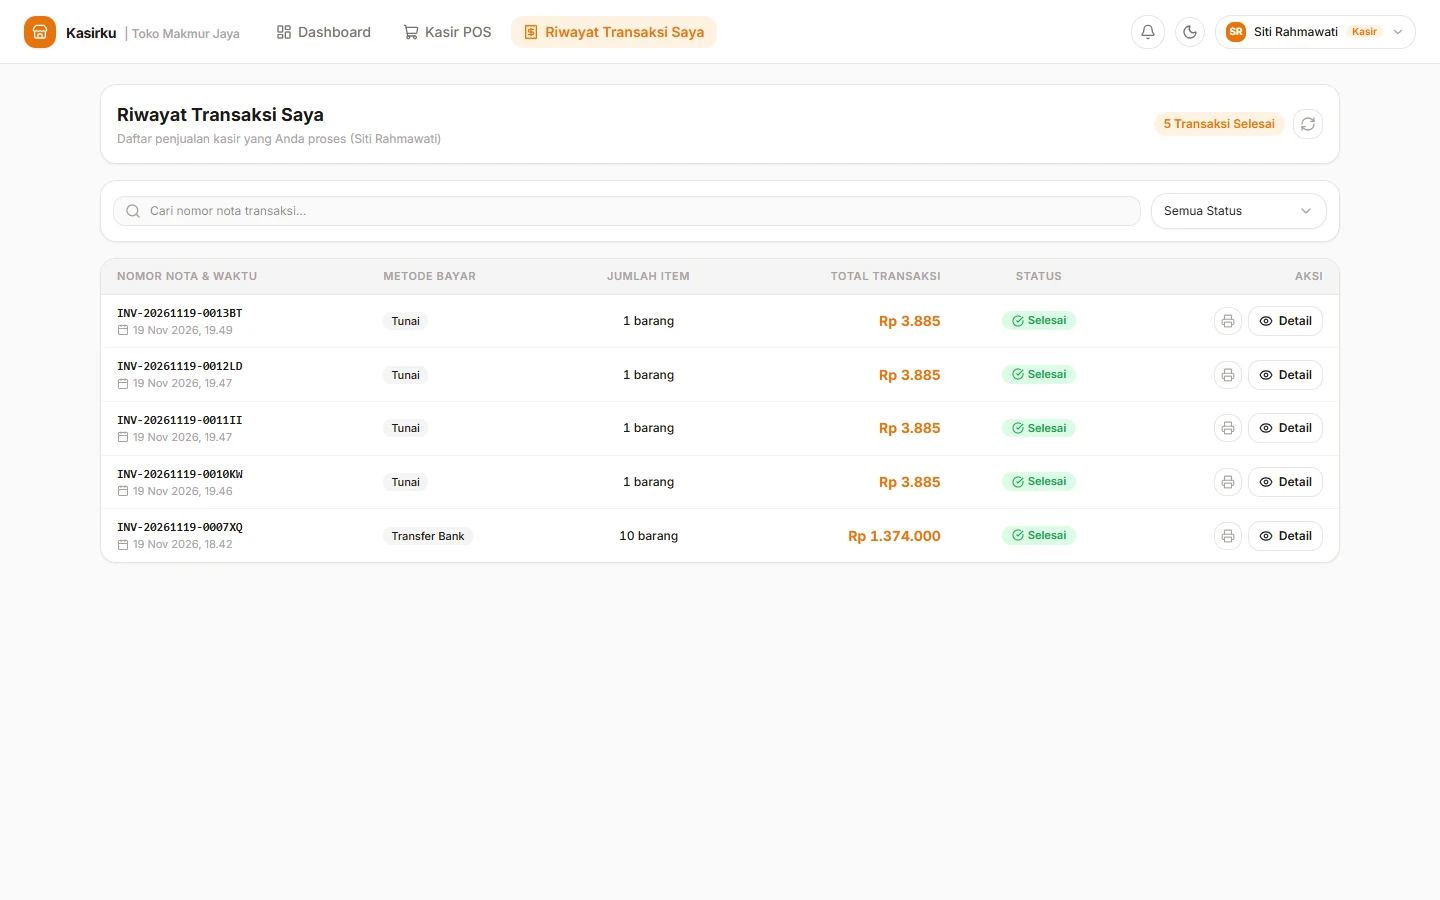 Kasirku | Toko Makmur Jaya Dashboard Kasir POS Riwayat Transaksi Saya SR Siti Rahmawati Kasir
Riwayat Transaksi Saya
Daftar penjualan kasir yang Anda proses (Siti Rahmawati)
5 Transaksi Selesai
Cari nomor nota transaksi... Semua Status
NOMOR NOTA & WAKTU METODE BAYAR JUMLAH ITEM TOTAL TRANSAKSI STATUS AKSI
INV-20261119-0013BT
19 Nov 2026, 19.49
Tunai 1 barang Rp 3.885 Selesai Detail
INV-20261119-0012LD
19 Nov 2026, 19.47
Tunai 1 barang Rp 3.885 Selesai Detail
INV-20261119-0011II
19 Nov 2026, 19.47
Tunai 1 barang Rp 3.885 Selesai Detail
INV-20261119-0010KW
19 Nov 2026, 19.46
Tunai 1 barang Rp 3.885 Selesai Detail
INV-20261119-0007XQ
19 Nov 2026, 18.42
Transfer Bank 10 barang Rp 1.374.000 Selesai Detail